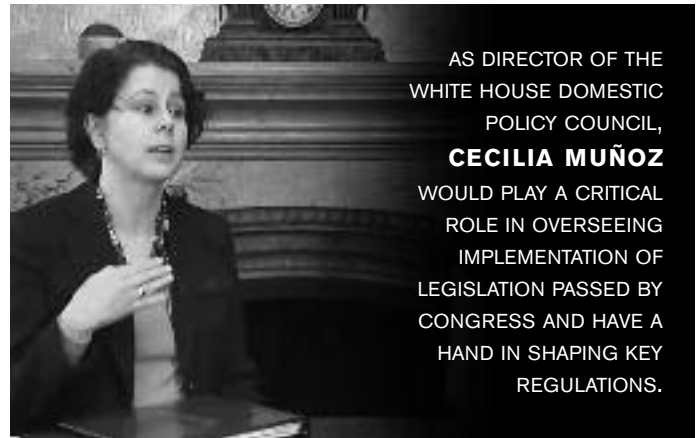 AS DIRECTOR OF THE
WHITE HOUSE DOMESTIC
POLICY COUNCIL,
CECILIA MUÑOZ
WOULD PLAY A CRITICAL
ROLE IN OVERSEEING
IMPLEMENTATION OF
LEGISLATION PASSED BY
CONGRESS AND HAVE A
HAND IN SHAPING KEY
REGULATIONS.